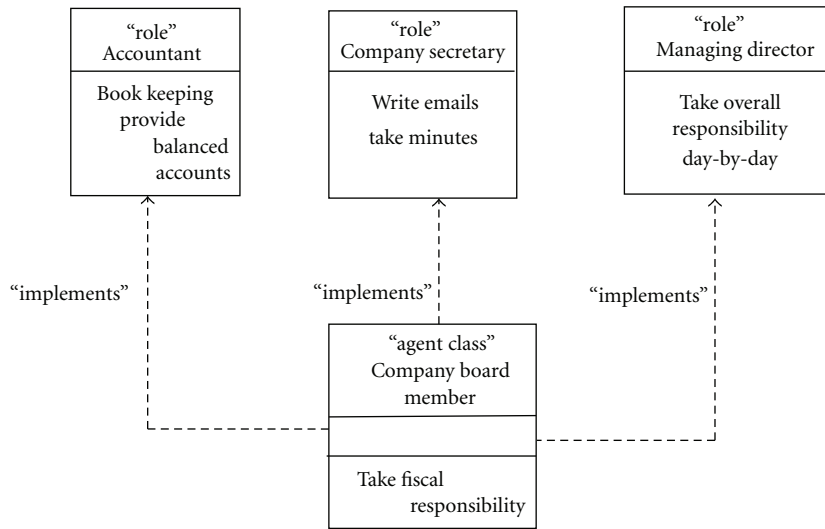 “role”
Accountant
Book keeping
provide
balanced
accounts
“role”
Company secretary
Write emails
take minutes
“role”
Managing director
Take overall
responsibility
day-by-day
“implements”
“implements”
“implements”
“agent class”
Company board
member
Take fiscal
responsibility